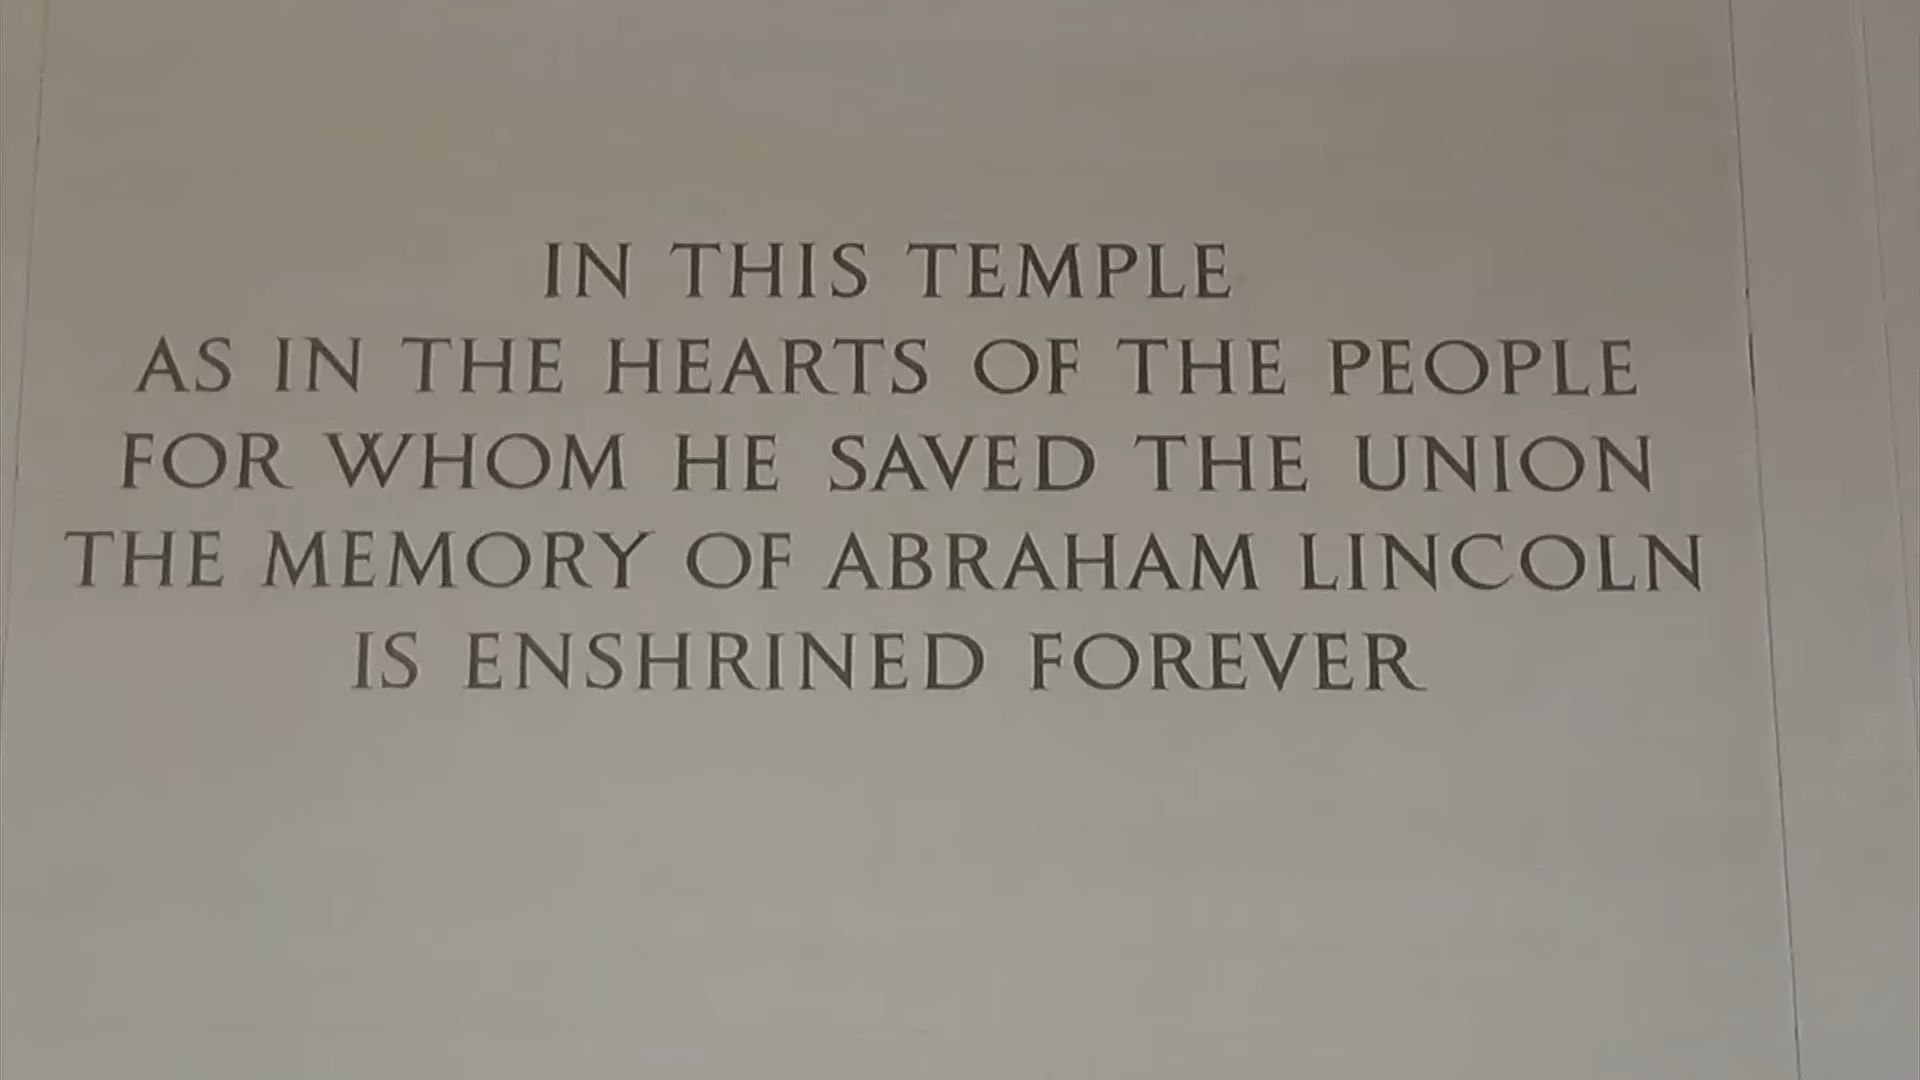 IN THIS TEMPLE
AS IN THE HEARTS OF THE PEOPLE
FOR WHOM HE SAVED THE UNION
THE MEMORY OF ABRAHAM LINCOLN
IS ENSHRINED FOREVER